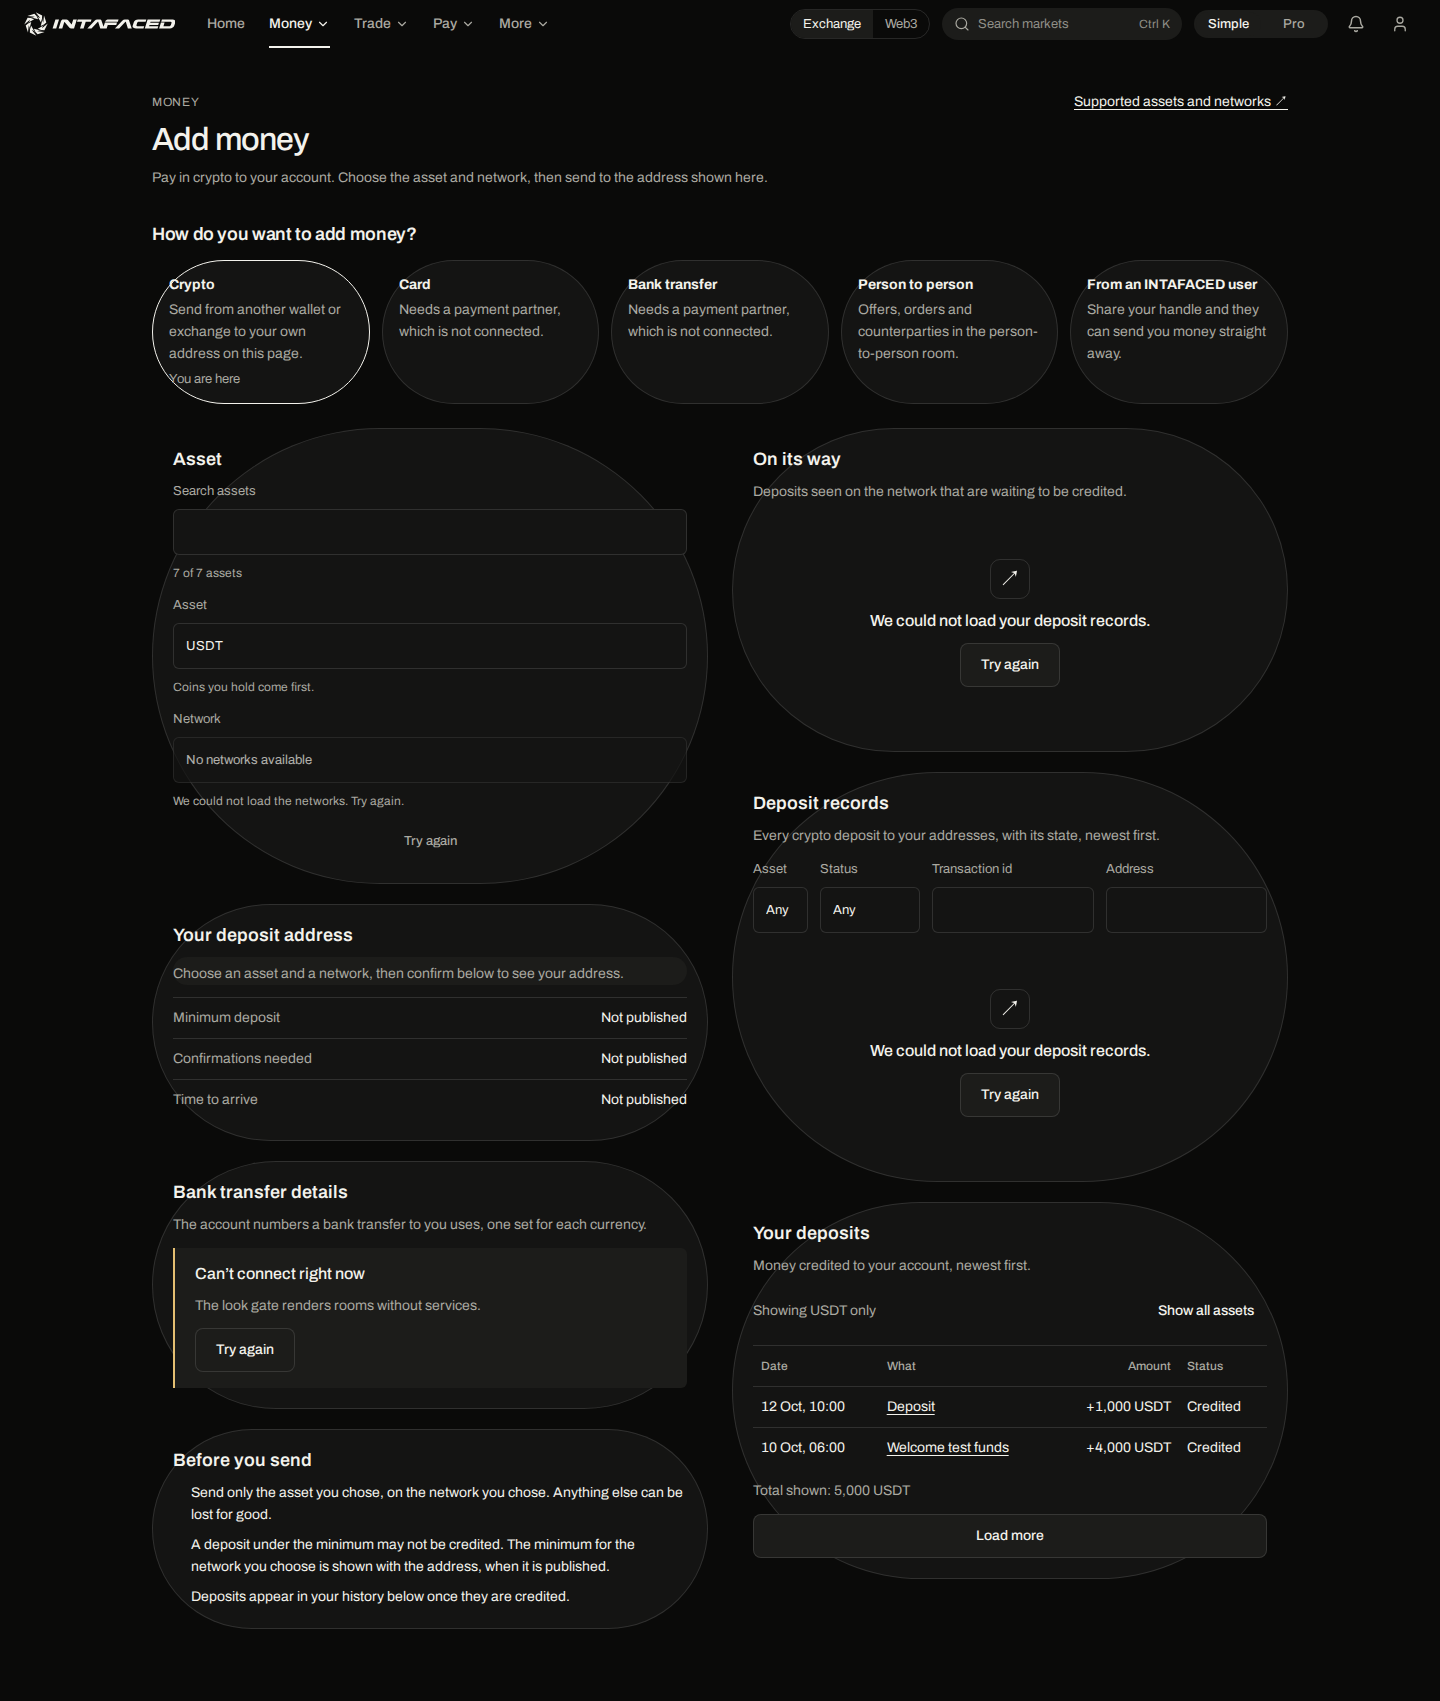 INTAFACED
Home
Money
Trade
Pay
More
Exchange
Web3
Search markets
Ctrl K
Simple
Pro
MONEY
Supported assets and networks ↗
Add money
Pay in crypto to your account. Choose the asset and network, then send to the address shown here.
How do you want to add money?
Crypto
Send from another wallet or
exchange to your own
address on this page.
You are here
Card
Needs a payment partner,
which is not connected.
Bank transfer
Needs a payment partner,
which is not connected.
Person to person
Offers, orders and
counterparties in the person-
to-person room.
From an INTAFACED user
Share your handle and they
can send you money straight
away.
Asset
Search assets
7 of 7 assets
Asset
USDT
Coins you hold come first.
Network
No networks available
We could not load the networks. Try again.
Try again
Your deposit address
Choose an asset and a network, then confirm below to see your address.
Minimum deposit Not published
Confirmations needed Not published
Time to arrive Not published
Bank transfer details
The account numbers a bank transfer to you uses, one set for each currency.
Can’t connect right now
The look gate renders rooms without services.
Try again
Before you send
Send only the asset you chose, on the network you chose. Anything else can be
lost for good.
A deposit under the minimum may not be credited. The minimum for the
network you choose is shown with the address, when it is published.
Deposits appear in your history below once they are credited.
On its way
Deposits seen on the network that are waiting to be credited.
We could not load your deposit records.
Try again
Deposit records
Every crypto deposit to your addresses, with its state, newest first.
Asset Status Transaction id Address
Any Any
We could not load your deposit records.
Try again
Your deposits
Money credited to your account, newest first.
Showing USDT only Show all assets
Date What Amount Status
12 Oct, 10:00 Deposit +1,000 USDT Credited
10 Oct, 06:00 Welcome test funds +4,000 USDT Credited
Total shown: 5,000 USDT
Load more